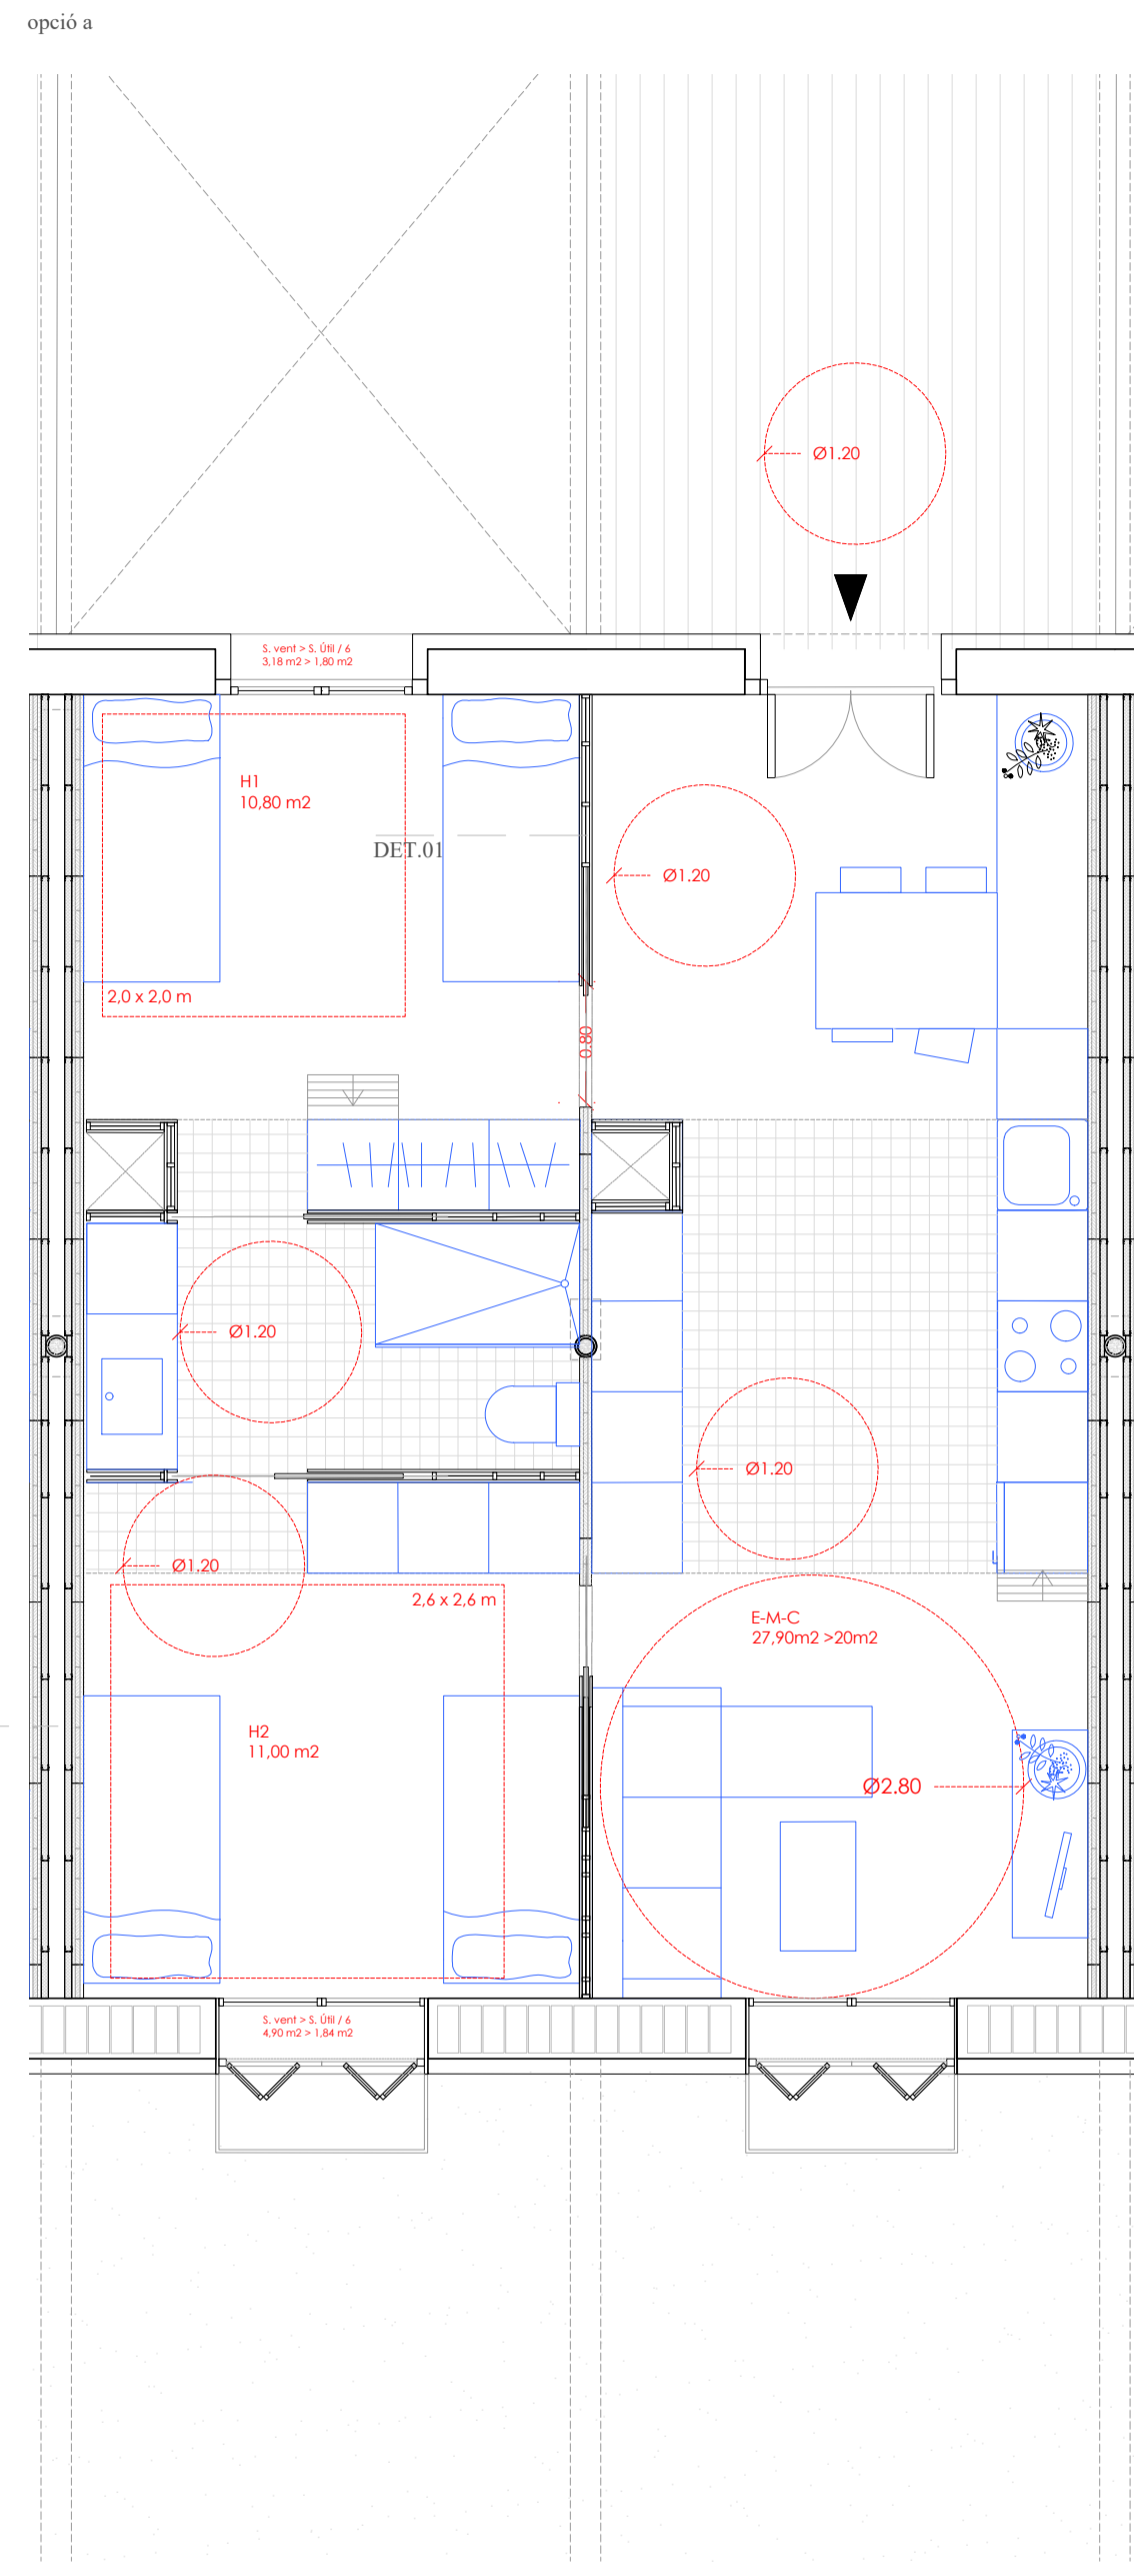 opció a
Ø1.20
S. vent > S. Útil / 6
3,18 m2 > 1,80 m2
H1
10,80 m2
DET.01
Ø1.20
2,0 x 2,0 m
0.80
Ø1.20
Ø1.20
Ø1.20
2,6 x 2,6 m
E-M-C
27,90m2 >20m2
H2
11,00 m2
Ø2.80
S. vent > S. Útil / 6
4,90 m2 > 1,84 m2